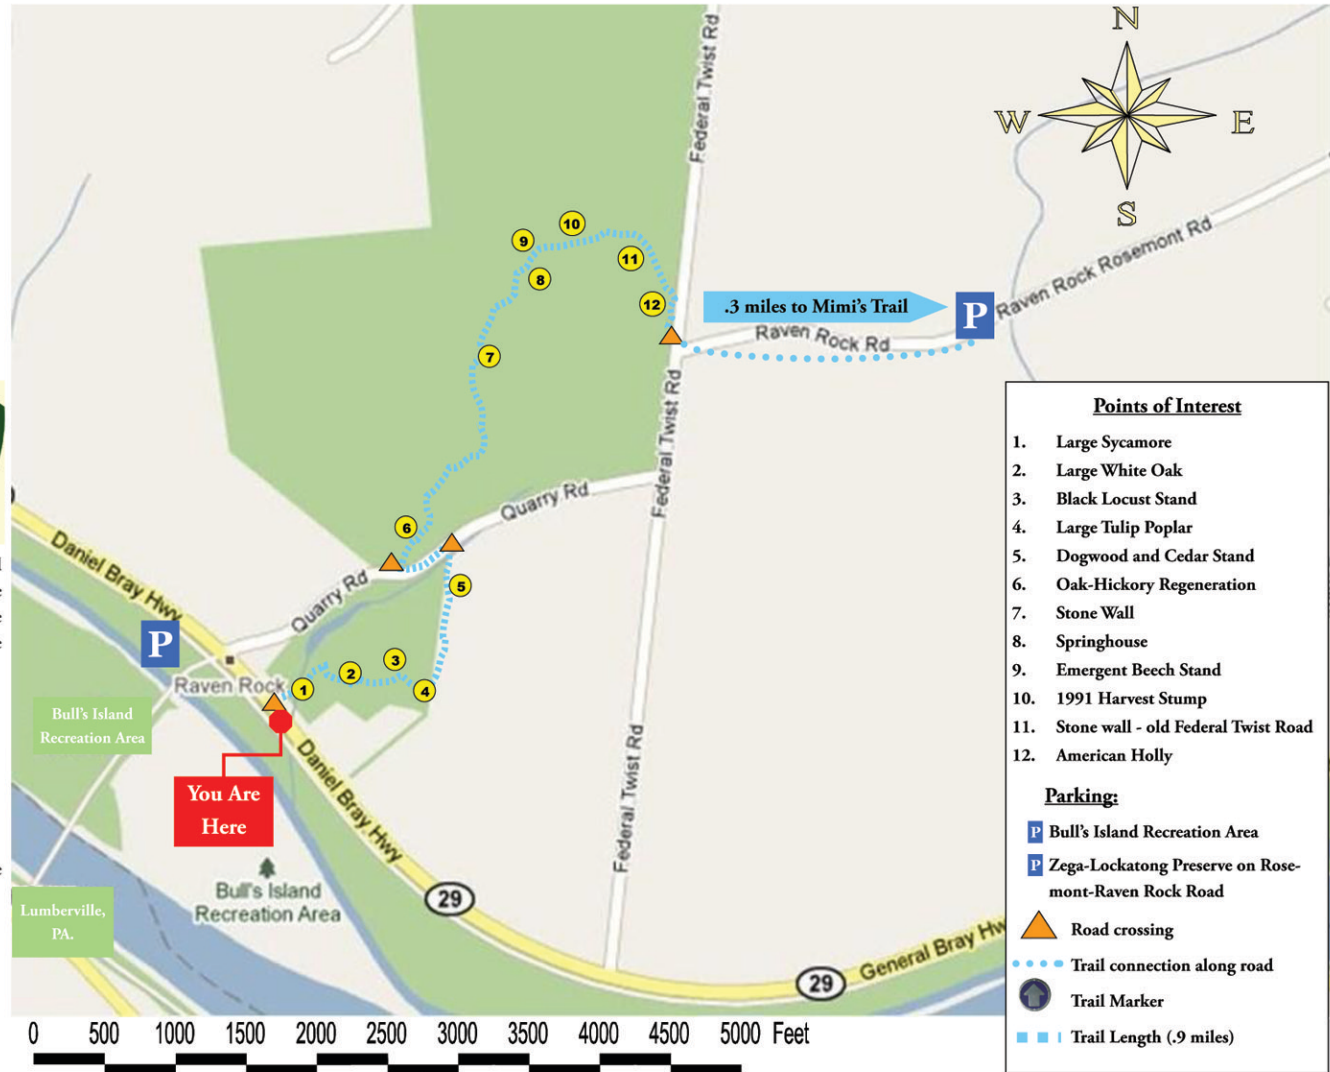 N
W
E
S
Federal Twist Rd
Raven Rock Rosemont Rd
9
10
11
8
12
.3 miles to Mimi's Trail
P
Raven Rock Rd
7
Federal Twist Rd
Quarry Rd
6
5
Daniel Bray Hwy
Quarry Rd
P
Raven Rock
1
2
3
4
Bull's Island
Recreation Area
You Are
Here
Daniel Bray Hwy
Federal Twist Rd
Bull's Island
Recreation Area
29
Lumberville,
PA.
29
General Bray Hw
0 500 1000 1500 2000 2500 3000 3500 4000 4500 5000 Feet
Points of Interest
1. Large Sycamore
2. Large White Oak
3. Black Locust Stand
4. Large Tulip Poplar
5. Dogwood and Cedar Stand
6. Oak-Hickory Regeneration
7. Stone Wall
8. Springhouse
9. Emergent Beech Stand
10. 1991 Harvest Stump
11. Stone wall - old Federal Twist Road
12. American Holly
Parking:
P Bull's Island Recreation Area
P Zega-Lockatong Preserve on Rose-
mont-Raven Rock Road
Road crossing
Trail connection along road
Trail Marker
Trail Length (.9 miles)